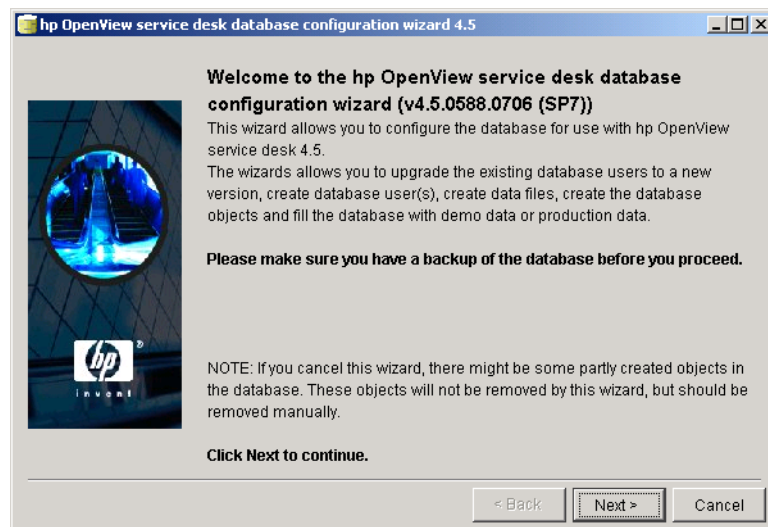 hp OpenView service desk database configuration wizard 4.5
Welcome to the hp OpenView service desk database
configuration wizard (v4.5.0588.0706 (SP7))
This wizard allows you to configure the database for use with hp OpenView
service desk 4.5.
The wizards allows you to upgrade the existing database users to a new
version, create database user(s), create data files, create the database
objects and fill the database with demo data or production data.
Please make sure you have a backup of the database before you proceed.
hp®
invent
NOTE: If you cancel this wizard, there might be some partly created objects in
the database. These objects will not be removed by this wizard, but should be
removed manually.
Click Next to continue.
< Back Next > Cancel